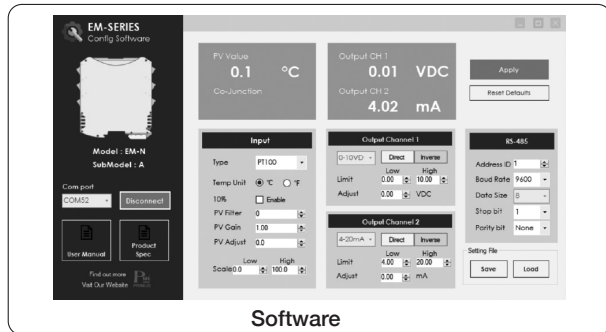 EM-SERIES
Config Software
Model : EM-N
SubModel : A
Com port
COM52
Disconnect
User Manual
Product
Spec
Find out more
Visit Our Website
PV Value
0.1 °C
Co-Junction
Output CH 1
0.01 VDC
Output CH 2
4.02 mA
Apply
Reset Defaults
Input
Type PT100
Temp Unit °C °F
10% Enable
PV Filter 0
PV Gain 1.00
PV Adjust 0.0
Low High
Scale 0.0 100.0
Output Channel 1
0-10VD Direct Inverse
Low High
Limit 0.00 10.00
Adjust 0.00 VDC
Output Channel 2
4-20mA Direct Inverse
Low High
Limit 4.00 20.00
Adjust 0.00 mA
RS-485
Address ID 1
Baud Rate 9600
Data Size 8
Stop bit 1
Parity bit None
Setting File
Save Load
Software